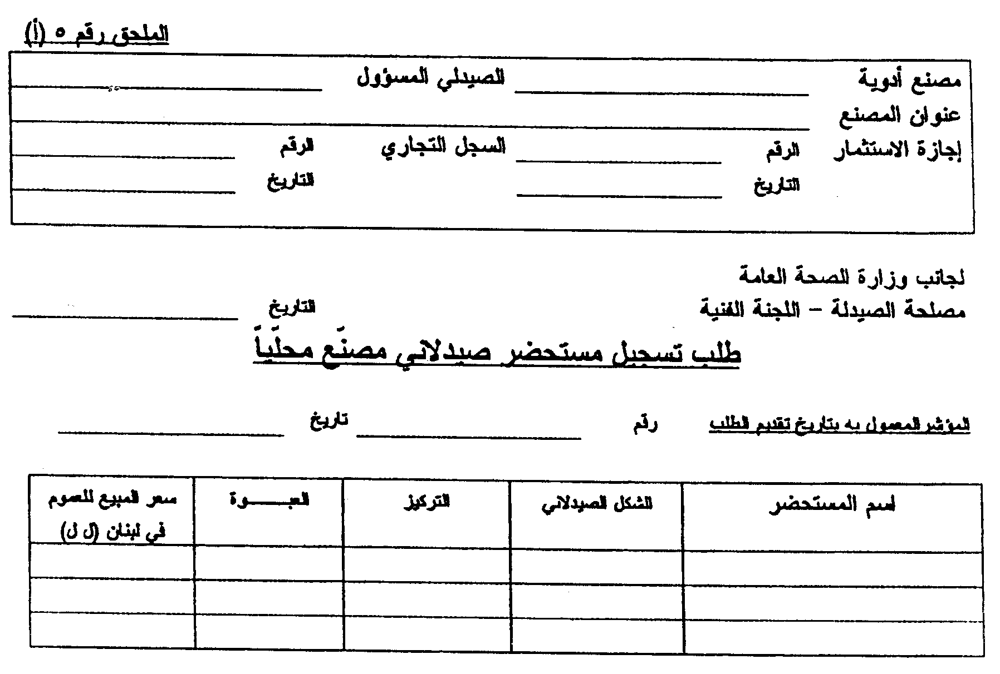 الملحق رقم ٥ (أ)
مصنع أدوية الصيدلي المسؤول
عنوان المصنع
إجازة الاستثمار الرقم السجل التجاري الرقم
التاريخ التاريخ
لجانب وزارة الصحة العامة
مصلحة الصيدلة – اللجنة الفنية التاريخ
طلب تسجيل مستحضر صيدلاني مصنّع محلّياً
المؤشر المعمول به بتاريخ تقديم الطلب رقم تاريخ
اسم المستحضر الشكل الصيدلاني التركيز العبـــــوة سعر المبيع للعموم
في لبنان (ل ل)